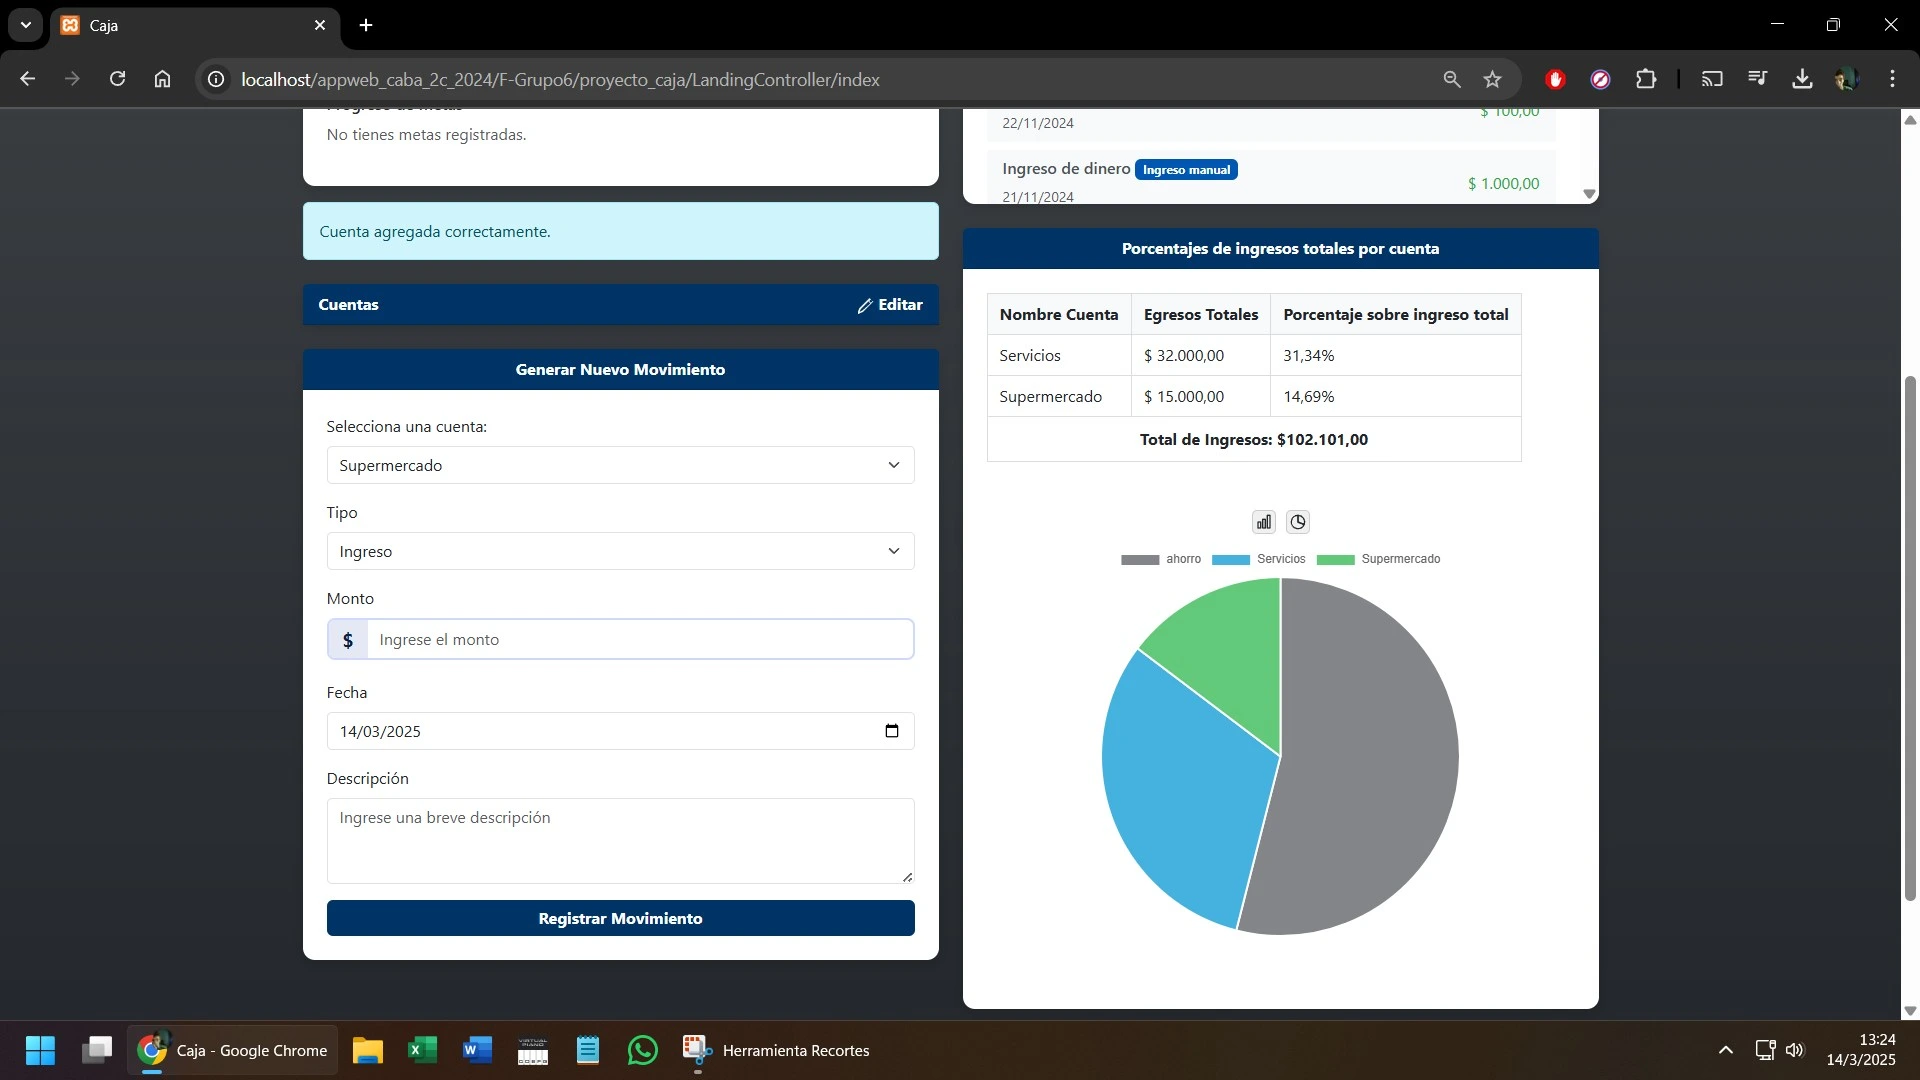 Caja
localhost/appweb_caba_2c_2024/F-Grupo6/proyecto_caja/LandingController/index
Progreso de metas
No tienes metas registradas.
Cuenta agregada correctamente.
Cuentas
Editar
Generar Nuevo Movimiento
Selecciona una cuenta:
Supermercado
Tipo
Ingreso
Monto
$ Ingrese el monto
Fecha
14/03/2025
Descripción
Ingrese una breve descripción
Registrar Movimiento
$ 100,00
22/11/2024
Ingreso de dinero Ingreso manual
$ 1.000,00
21/11/2024
Porcentajes de ingresos totales por cuenta
Nombre Cuenta Egresos Totales Porcentaje sobre ingreso total
Servicios $ 32.000,00 31,34%
Supermercado $ 15.000,00 14,69%
Total de Ingresos: $102.101,00
ahorro Servicios Supermercado
Caja - Google Chrome
Herramienta Recortes
13:24
14/3/2025